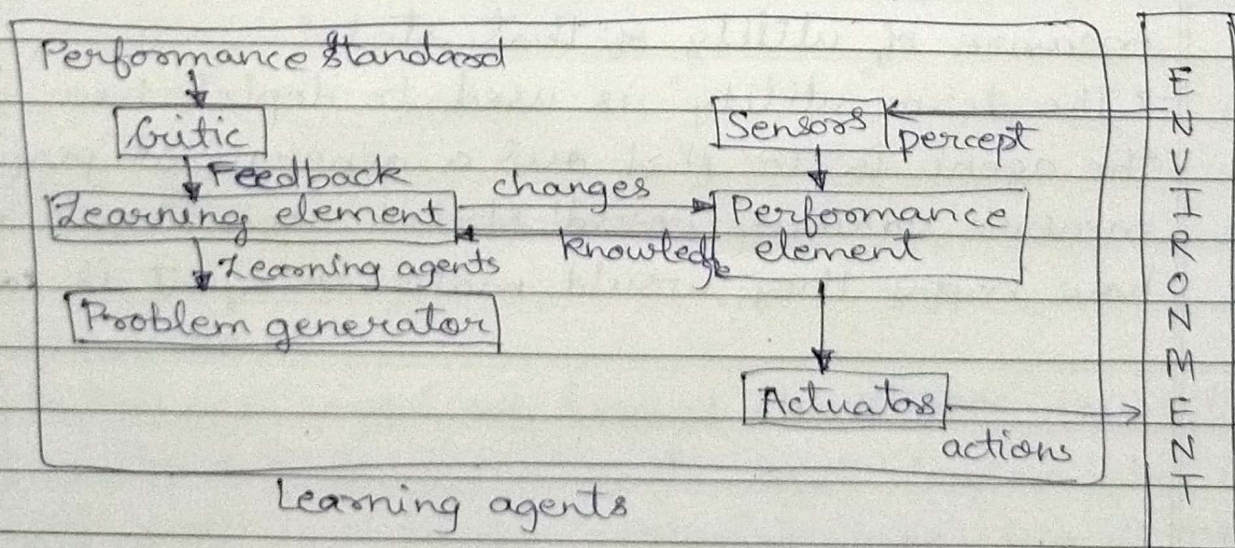 Performance Standard
Critic
Feedback
Learning element
Learning agents
Problem generator
changes
knowledge
Sensors
percept
Performance
element
Actuators
actions
ENVIRONMENT
Learning agents